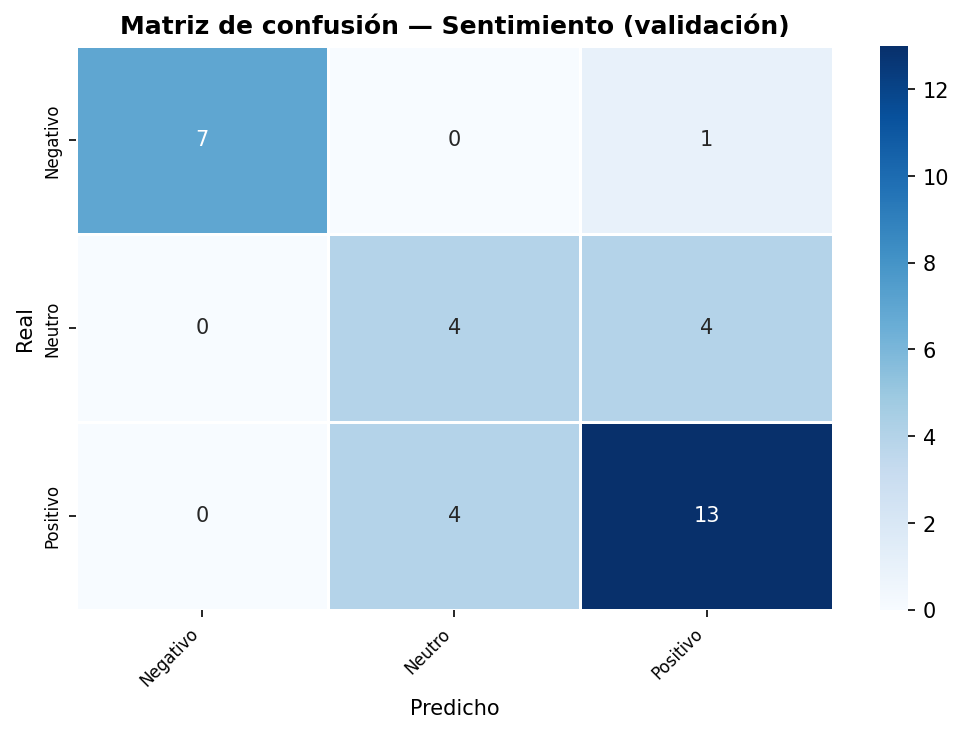 Matriz de confusión — Sentimiento (validación)
Real
Negativo
7
0
1
Neutro
0
4
4
Positivo
0
4
13
Negativo
Neutro
Positivo
Predicho
12
10
8
6
4
2
0